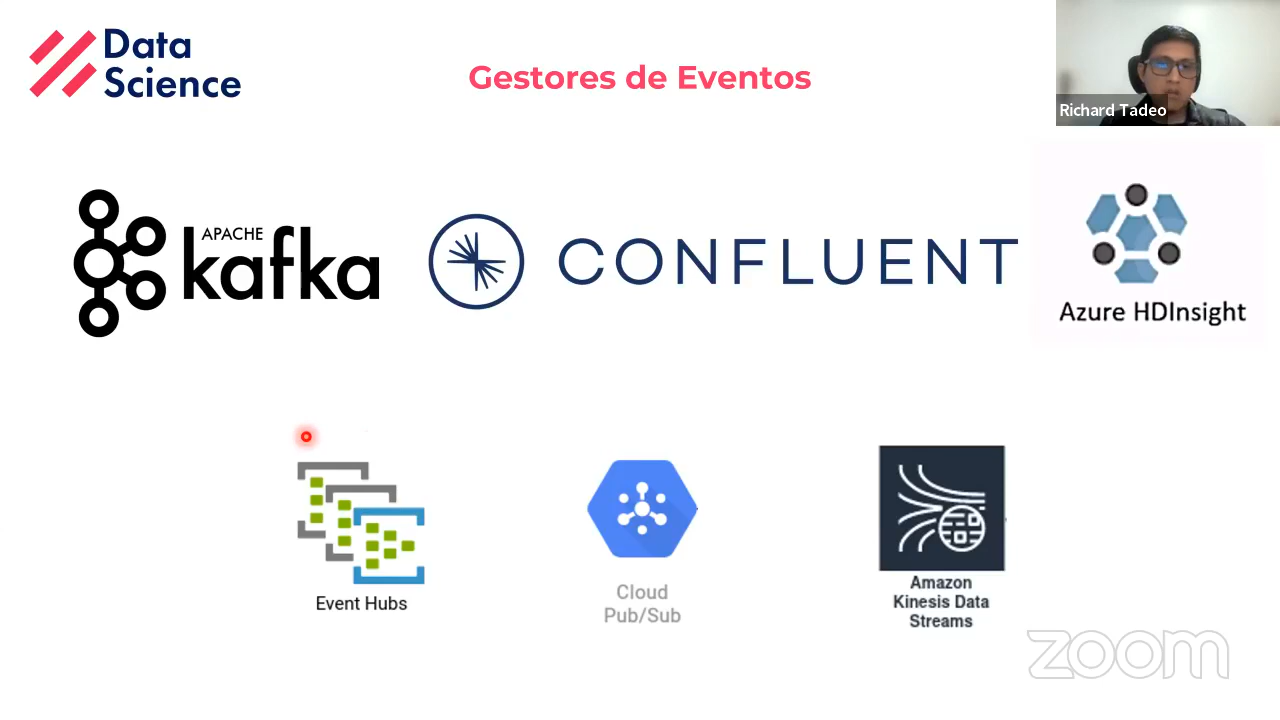 Data
Science
Gestores de Eventos
Richard Tadeo
APACHE
kafka
CONFLUENT
Azure HDInsight
Event Hubs
Cloud
Pub/Sub
Amazon
Kinesis Data
Streams
zoom